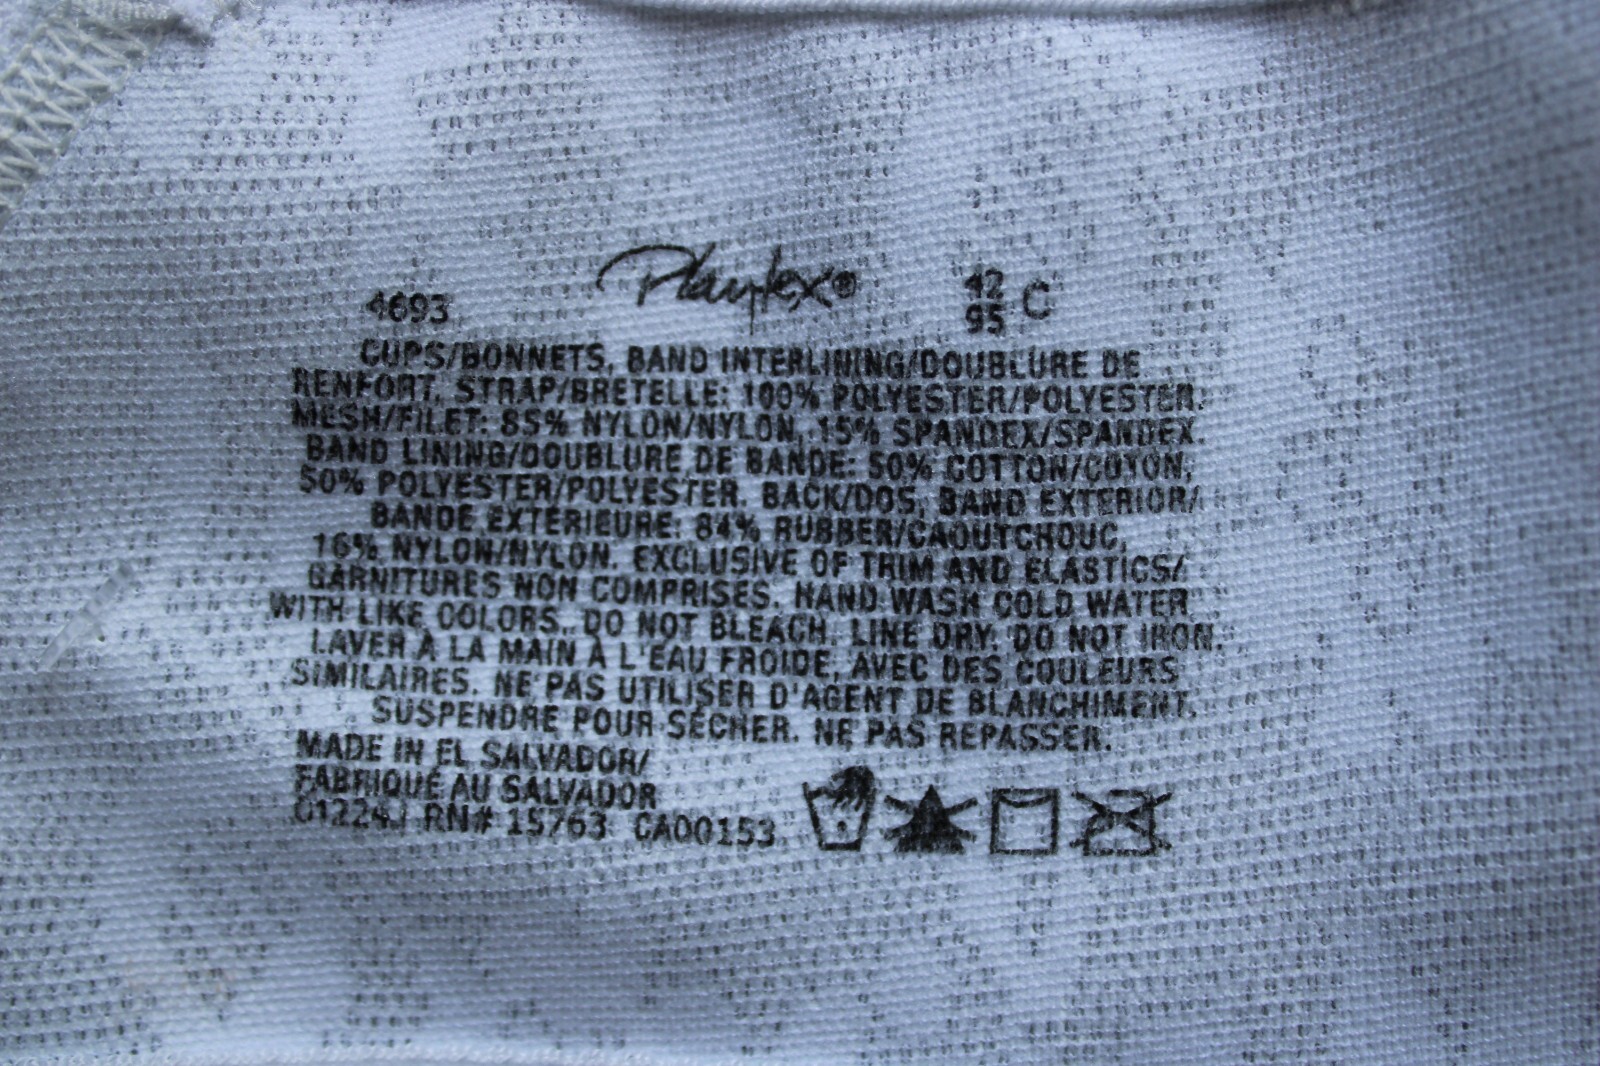 4693 Playtex® 42 C
95
CUPS/BONNETS, BAND INTERLINING/DOUBLURE DE
RENFORT, STRAP/BRETELLE: 100% POLYESTER/POLYESTER.
MESH/FILET: 85% NYLON/NYLON, 15% SPANDEX/SPANDEX.
BAND LINING/DOUBLURE DE BANDE: 50% COTTON/COTON,
50% POLYESTER/POLYESTER. BACK/DOS, BAND EXTERIOR/
BANDE EXTÉRIEURE: 84% RUBBER/CAOUTCHOUC,
16% NYLON/NYLON. EXCLUSIVE OF TRIM AND ELASTICS/
GARNITURES NON COMPRISES. HAND WASH COLD WATER
WITH LIKE COLORS. DO NOT BLEACH. LINE DRY. DO NOT IRON.
LAVER À LA MAIN À L'EAU FROIDE, AVEC DES COULEURS
SIMILAIRES. NE PAS UTILISER D'AGENT DE BLANCHIMENT.
SUSPENDRE POUR SÉCHER. NE PAS REPASSER.
MADE IN EL SALVADOR/
FABRIQUÉ AU SALVADOR
01224J RN# 15763 CA00153